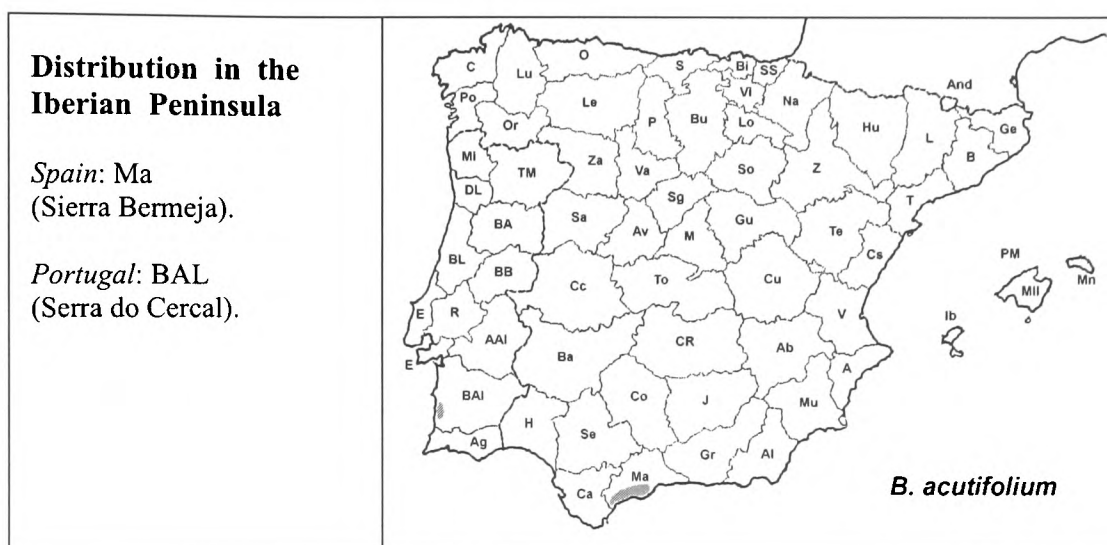 Distribution in the
Iberian Peninsula
Spain: Ma
(Sierra Bermeja).
Portugal: BAL
(Serra do Cercal).
C
Lu
O
S
Bi
SS
And
Po
Le
VI
Na
Or
P
Bu
Lo
Hu
L
Ge
MI
TM
Za
Va
So
Z
B
DL
Sg
T
BA
Sa
Av
M
Gu
Te
BL
BB
Cs
PM
Cc
To
Cu
Mll
Mn
E
R
V
Ib
AAl
CR
E
Ba
Ab
A
BAl
Co
J
Mu
H
Se
Ag
Gr
Al
Ma
Ca
B. acutifolium